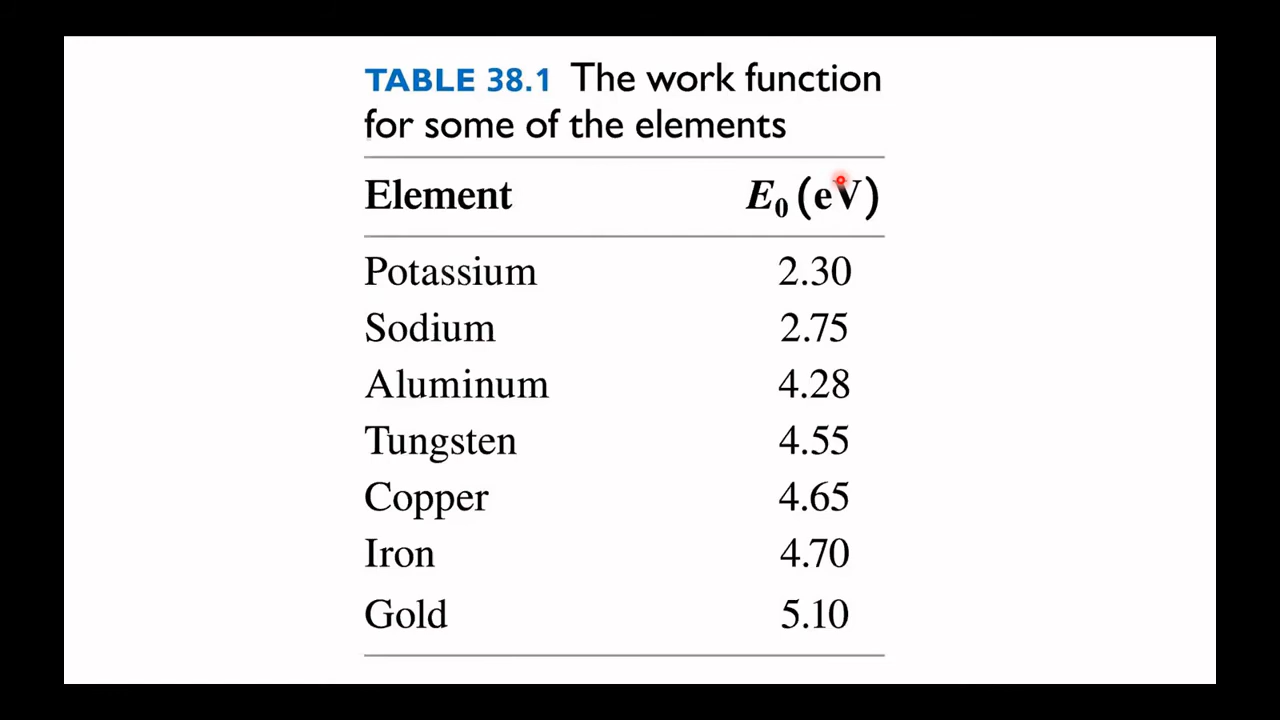 TABLE 38.1 The work function
for some of the elements
Element E₀ (eV)
Potassium 2.30
Sodium 2.75
Aluminum 4.28
Tungsten 4.55
Copper 4.65
Iron 4.70
Gold 5.10